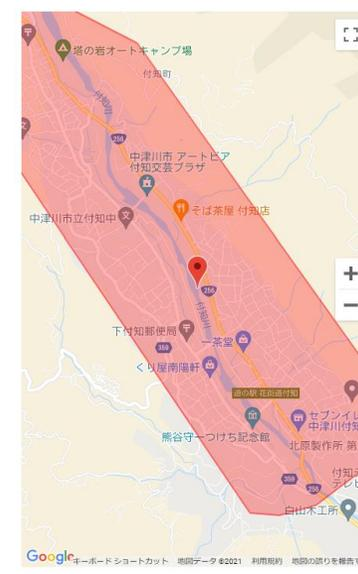 塔の岩オートキャンプ場
付知町
付知川
256
中津川市 アートピア
付知交芸プラザ
そば茶屋 付知店
中津川市立付知中
256
付知川
下付知郵便局
一茶堂
359
くり屋南陽軒
道の駅 花街道付知
セブンイレ
中津川付知
熊谷守一つけち記念館
北原製作所 第
付知
テレビ
359
256
白山木工所
Google
キーボード ショートカット 地図データ ©2021 利用規約 地図の誤りを報告す